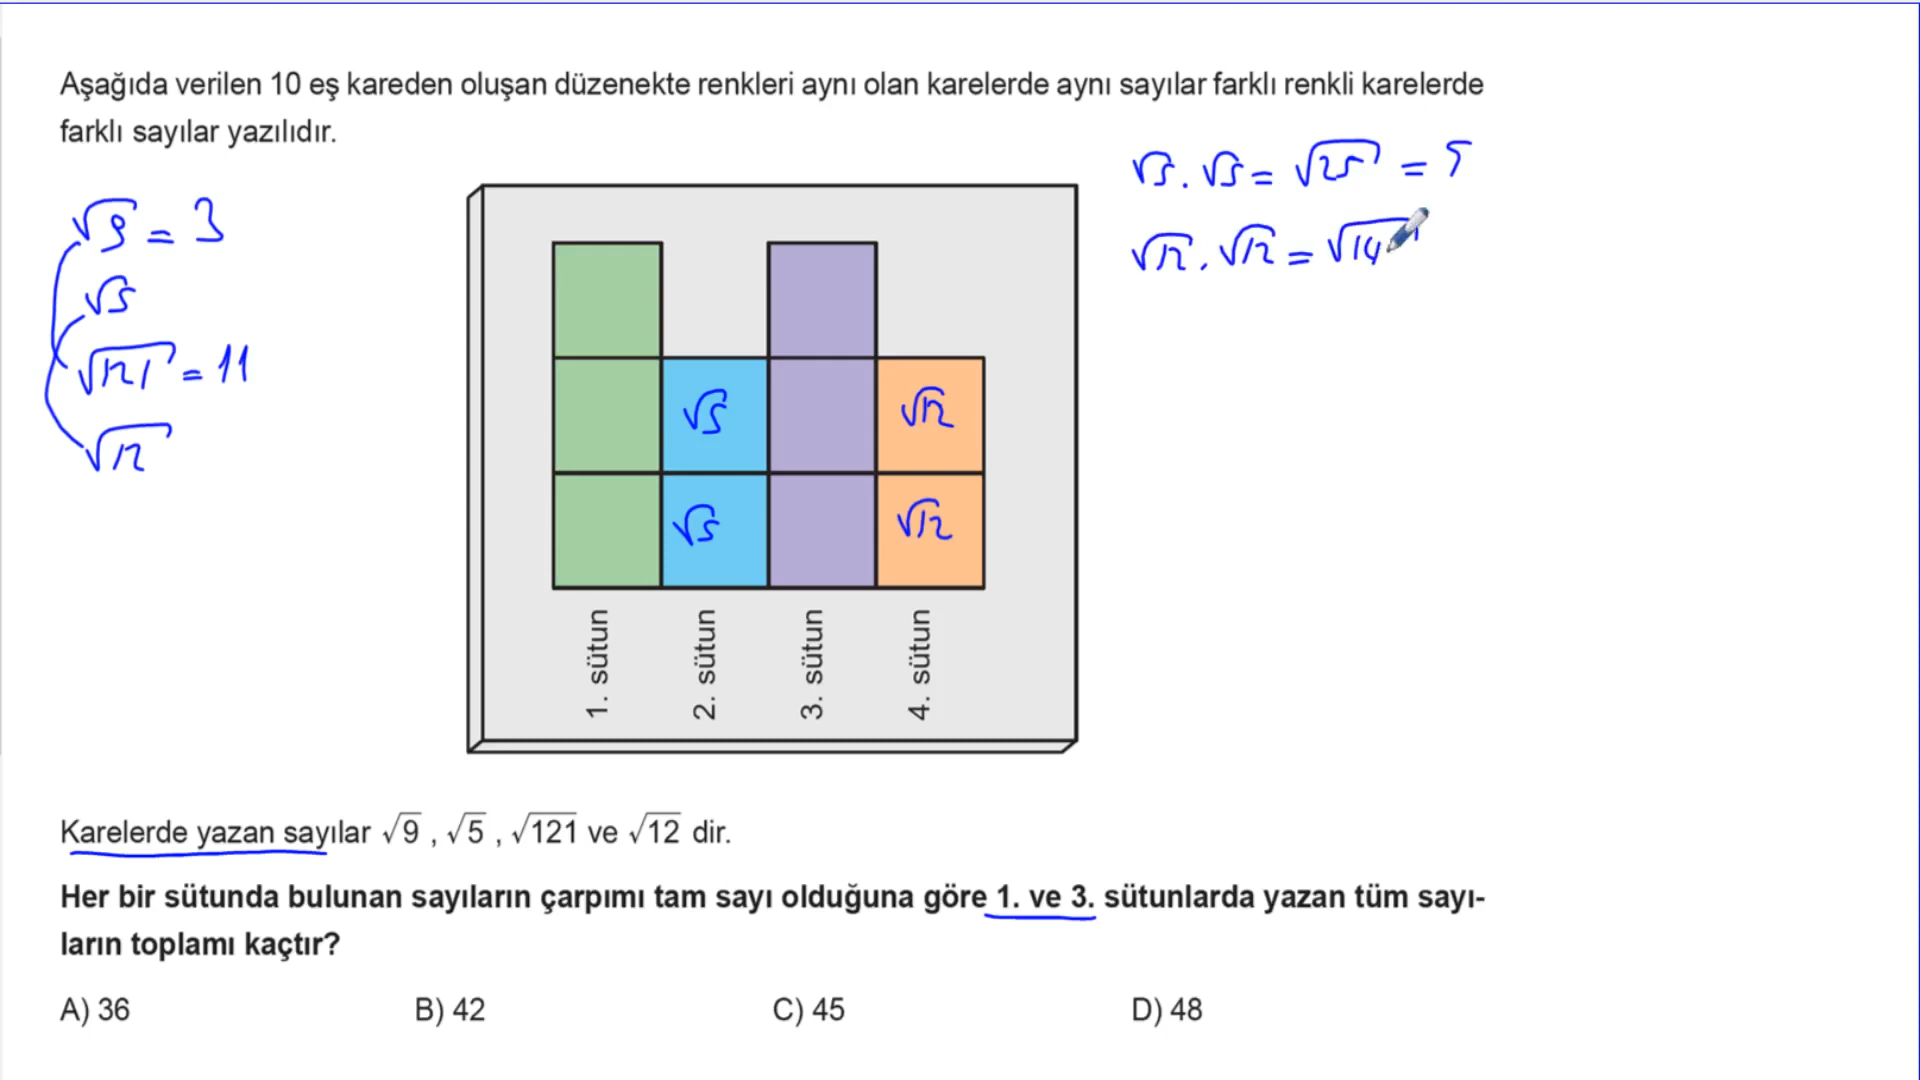 Aşağıda verilen 10 eş kareden oluşan düzenekte renkleri aynı olan karelerde aynı sayılar farklı renkli karelerde
farklı sayılar yazılıdır.
√5 . √5 = √25 = 5
√12 . √12 = √14
√9 = 3
√5
√121 = 11
√12
√5 √12
√5 √12
1. sütun
2. sütun
3. sütun
4. sütun
Karelerde yazan sayılar √9 , √5 , √121 ve √12 dir.
Her bir sütunda bulunan sayıların çarpımı tam sayı olduğuna göre 1. ve 3. sütunlarda yazan tüm sayı-
ların toplamı kaçtır?
A) 36 B) 42 C) 45 D) 48